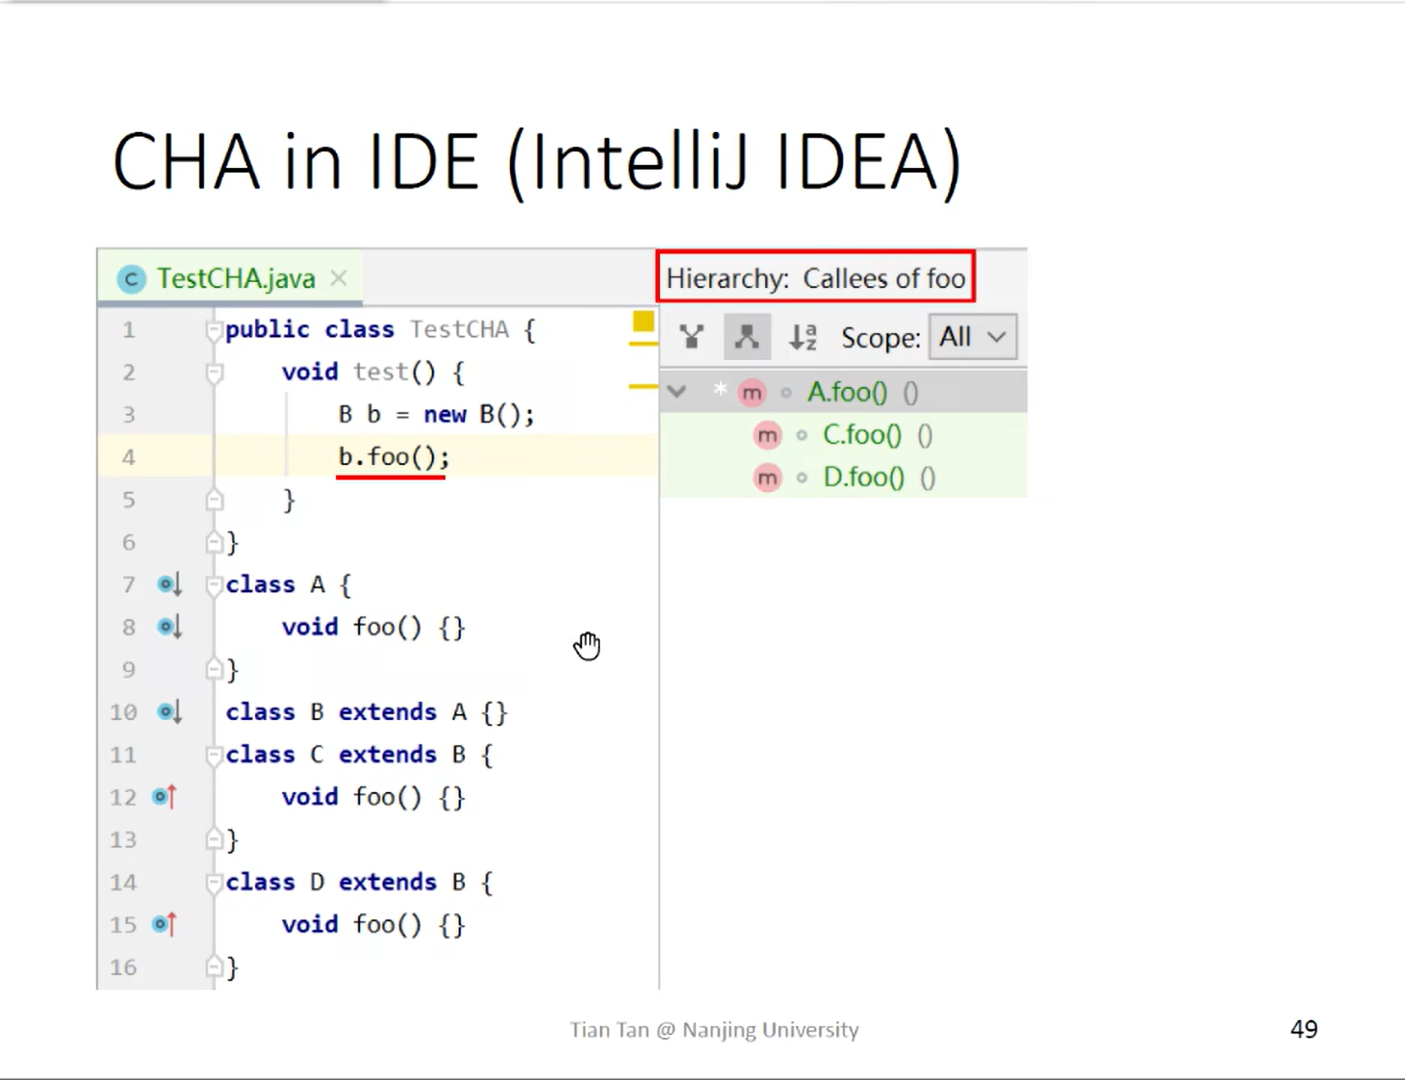 CHA in IDE (IntelliJ IDEA)
TestCHA.java
1 public class TestCHA {
2 void test() {
3 B b = new B();
4 b.foo();
5 }
6 }
7 class A {
8 void foo() {}
9 }
10 class B extends A {}
11 class C extends B {
12 void foo() {}
13 }
14 class D extends B {
15 void foo() {}
16 }
Hierarchy: Callees of foo
Scope: All
A.foo() ()
C.foo() ()
D.foo() ()
Tian Tan @ Nanjing University
49